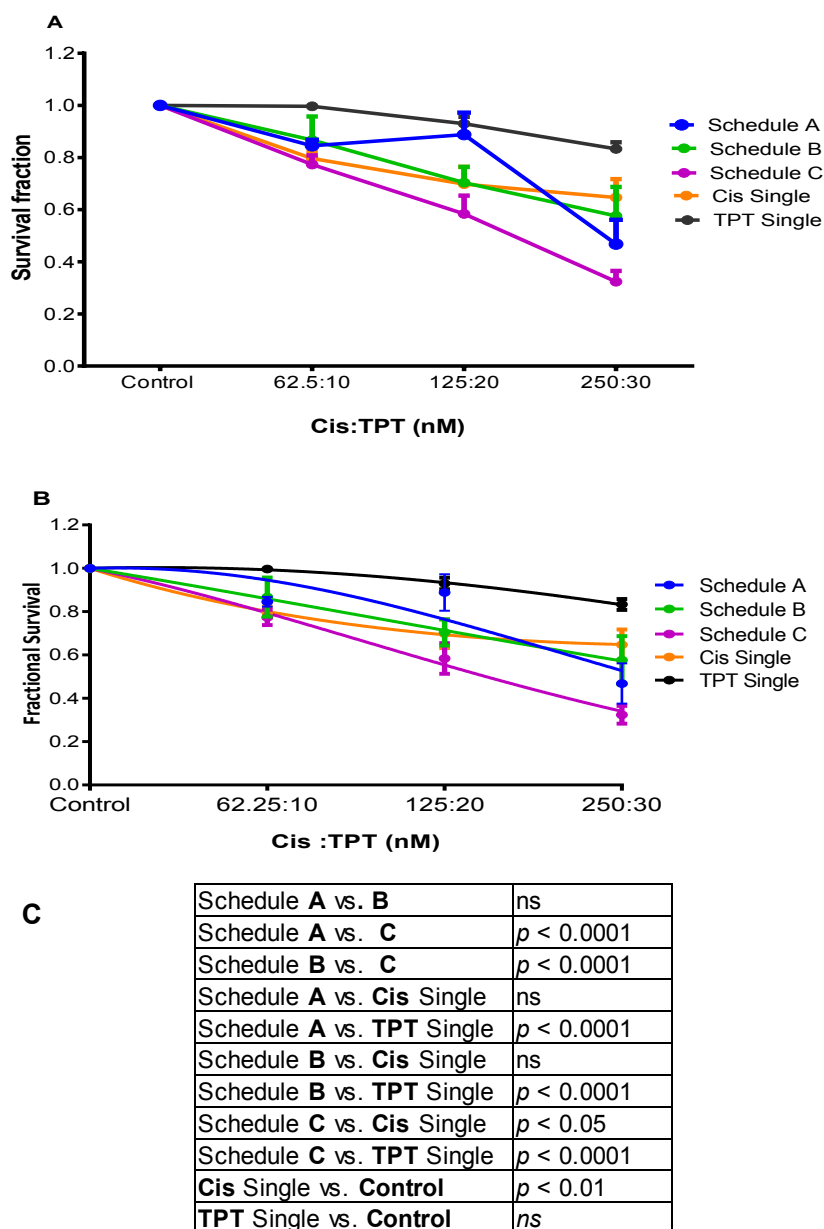 A
1.2
1.0
0.8
0.6
0.4
0.2
0.0
Survival fraction
Control 62.5:10 125:20 250:30
Cis:TPT (nM)
Schedule A
Schedule B
Schedule C
Cis Single
TPT Single
B
1.2
1.0
0.8
0.6
0.4
0.2
0.0
Fractional Survival
Control 62.25:10 125:20 250:30
Cis :TPT (nM)
Schedule A
Schedule B
Schedule C
Cis Single
TPT Single
C
Schedule A vs. B ns
Schedule A vs. C p < 0.0001
Schedule B vs. C p < 0.0001
Schedule A vs. Cis Single ns
Schedule A vs. TPT Single p < 0.0001
Schedule B vs. Cis Single ns
Schedule B vs. TPT Single p < 0.0001
Schedule C vs. Cis Single p < 0.05
Schedule C vs. TPT Single p < 0.0001
Cis Single vs. Control p < 0.01
TPT Single vs. Control ns